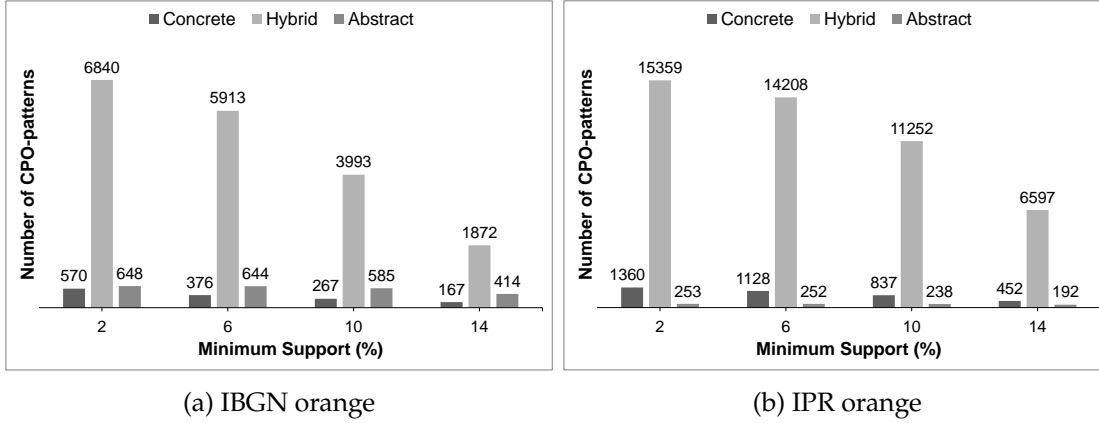 Concrete Hybrid Abstract
Number of CPO-patterns
6840
5913
3993
1872
570 648 376 644 267 585 167 414
2 6 10 14
Minimum Support (%)
(a) IBGN orange
Concrete Hybrid Abstract
Number of CPO-patterns
15359
14208
11252
6597
1360 253 1128 252 837 238 452 192
2 6 10 14
Minimum Support (%)
(b) IPR orange